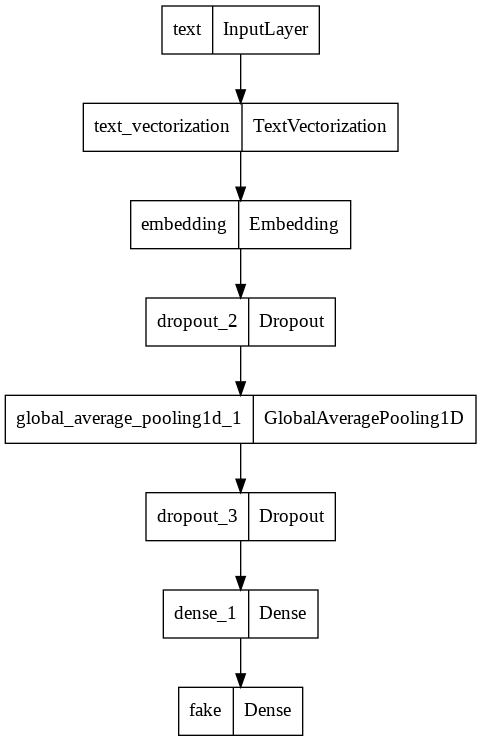 text InputLayer
text_vectorization TextVectorization
embedding Embedding
dropout_2 Dropout
global_average_pooling1d_1 GlobalAveragePooling1D
dropout_3 Dropout
dense_1 Dense
fake Dense